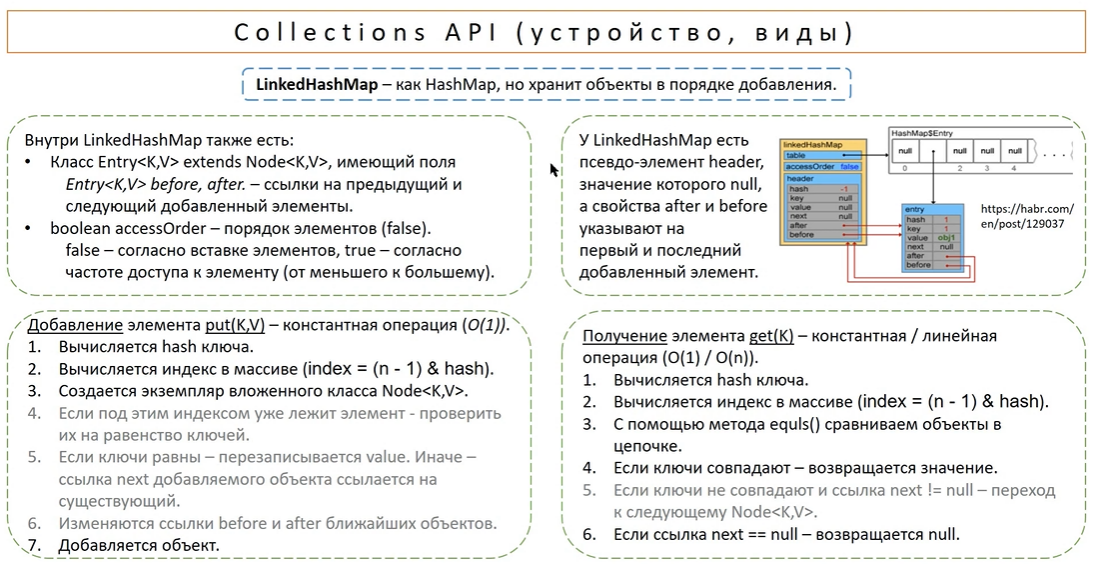 Collections API (устройство, виды)
LinkedHashMap – как HashMap, но хранит объекты в порядке добавления.
Внутри LinkedHashMap также есть:
• Класс Entry<K,V> extends Node<K,V>, имеющий поля
Entry<K,V> before, after. – ссылки на предыдущий и
следующий добавленный элементы.
• boolean accessOrder – порядок элементов (false).
false – согласно вставке элементов, true – согласно
частоте доступа к элементу (от меньшего к большему).
У LinkedHashMap есть
псевдо-элемент header,
значение которого null,
а свойства after и before
указывают на
первый и последний
добавленный элемент.
linkedHashMap
table
accessOrder false
header
hash -1
key null
value null
next null
after
before
HashMap$Entry
null null null null
0 2 3 4
. . .
entry
hash 1
key 1
value obj1
next null
after
before
https://habr.com/
en/post/129037
Добавление элемента put(K,V) – константная операция (O(1)).
1. Вычисляется hash ключа.
2. Вычисляется индекс в массиве (index = (n - 1) & hash).
3. Создается экземпляр вложенного класса Node<K,V>.
4. Если под этим индексом уже лежит элемент - проверить
их на равенство ключей.
5. Если ключи равны – перезаписывается value. Иначе –
ссылка next добавляемого объекта ссылается на
существующий.
6. Изменяются ссылки before и after ближайших объектов.
7. Добавляется объект.
Получение элемента get(K) – константная / линейная
операция (O(1) / O(n)).
1. Вычисляется hash ключа.
2. Вычисляется индекс в массиве (index = (n - 1) & hash).
3. С помощью метода equls() сравниваем объекты в
цепочке.
4. Если ключи совпадают – возвращается значение.
5. Если ключи не совпадают и ссылка next != null – переход
к следующему Node<K,V>.
6. Если ссылка next == null – возвращается null.